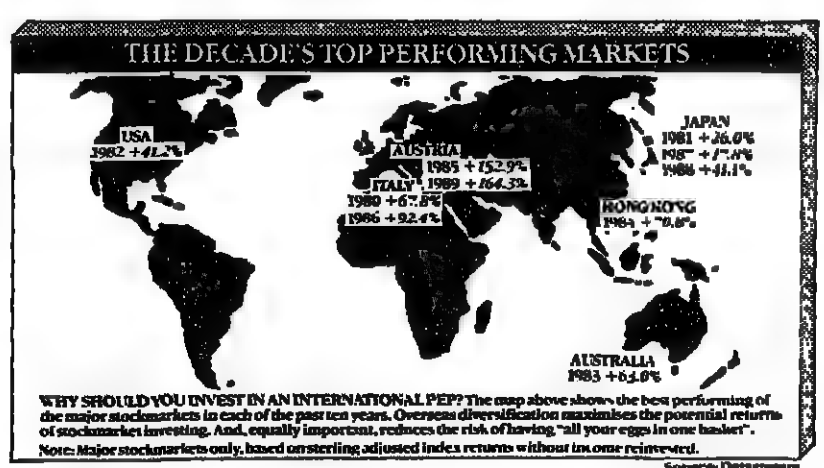 THE DECADE'S TOP PERFORMING MARKETS
USA
1982 +41.2%
AUSTRIA
1985 +152.9%
1989 +164.3%
ITALY
1980 +67.8%
1986 +92.4%
JAPAN
1981 +26.0%
+41.1%
HONG KONG
1984
AUSTRALIA
1983 +63.0%
WHY SHOULD YOU INVEST IN AN INTERNATIONAL PEP? The map above shows the best performing of
the major stockmarkets in each of the past ten years. Overseas diversification maximises the potential returns
of stockmarket investing. And, equally important, reduces the risk of having "all your eggs in one basket".
Note: Major stockmarkets only, based on sterling adjusted index returns without income reinvested.
Source: Datastream